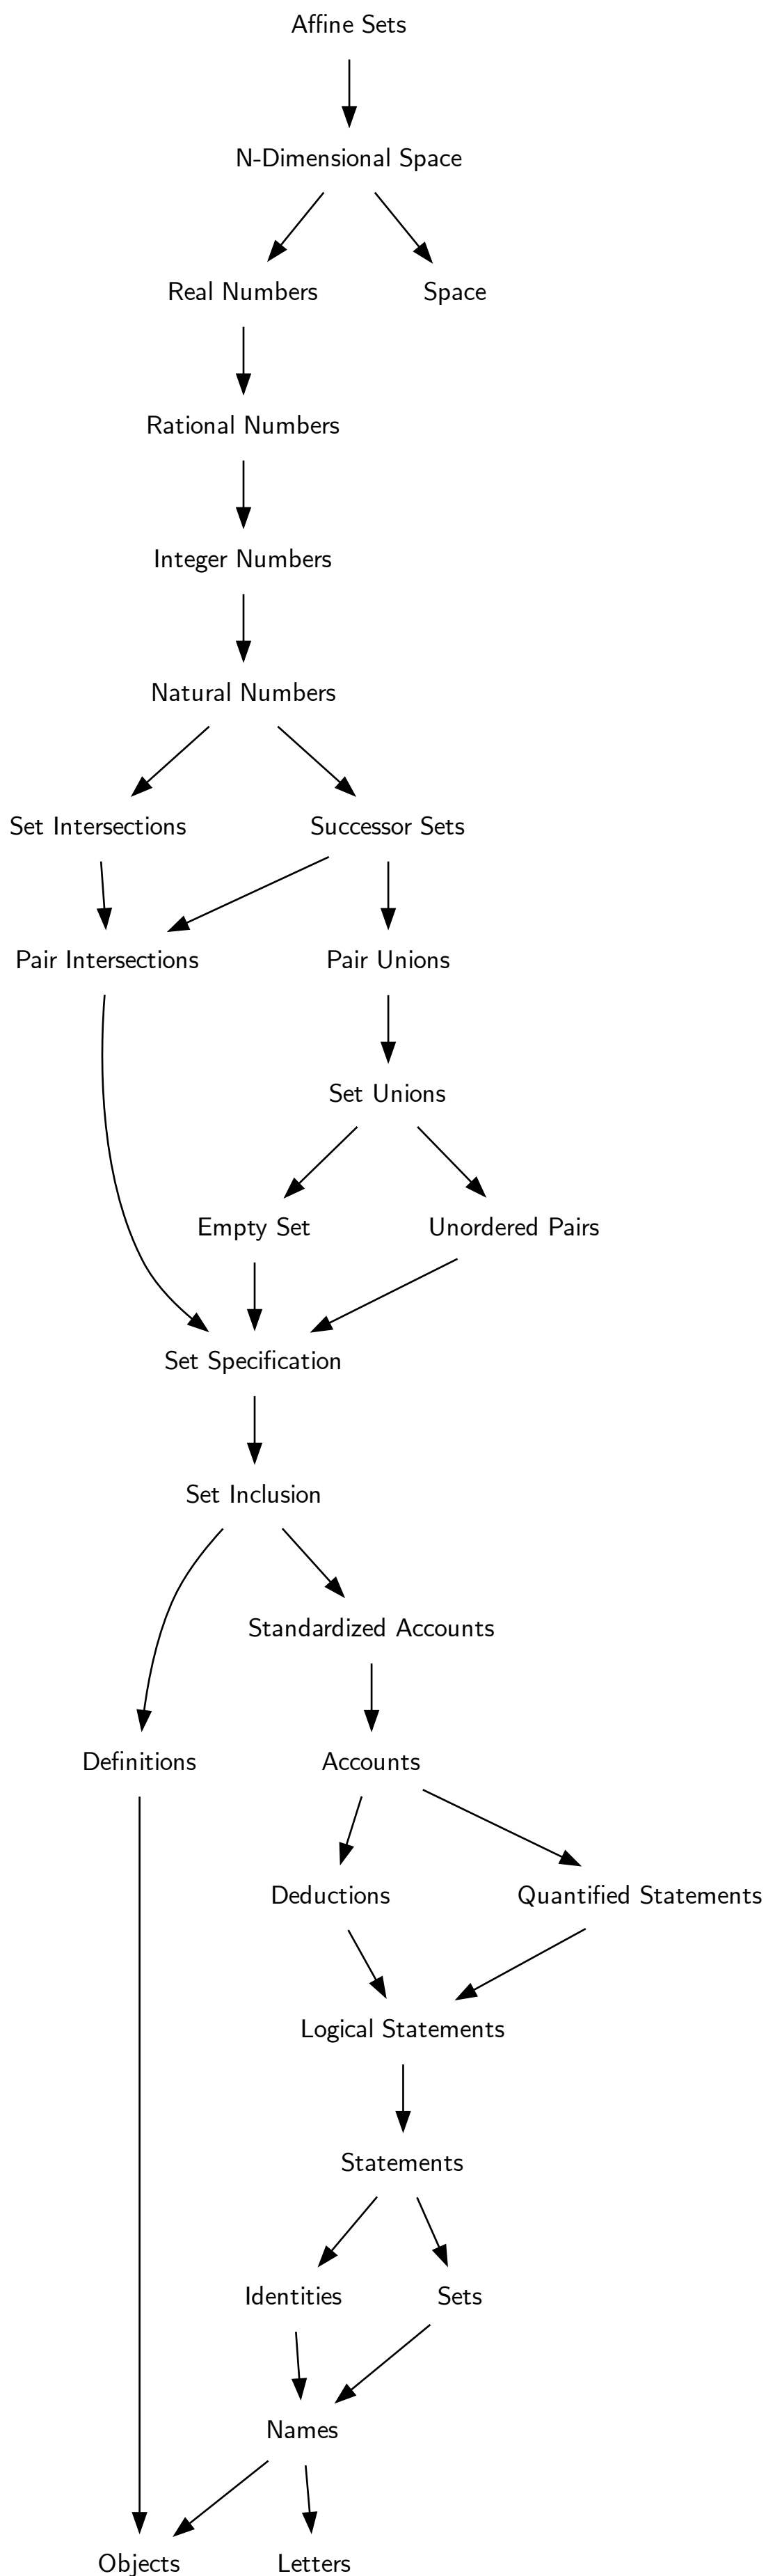 Affine Sets
N-Dimensional Space
Real Numbers
Space
Rational Numbers
Integer Numbers
Natural Numbers
Set Intersections
Successor Sets
Pair Intersections
Pair Unions
Set Unions
Empty Set
Unordered Pairs
Set Specification
Set Inclusion
Standardized Accounts
Definitions
Accounts
Deductions
Quantified Statements
Logical Statements
Statements
Identities
Sets
Names
Objects
Letters